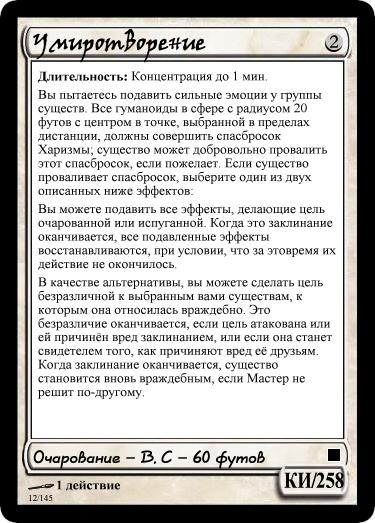 Умиротворение
2
Длительность: Концентрация до 1 мин.
Вы пытаетесь подавить сильные эмоции у группы
существ. Все гуманоиды в сфере с радиусом 20
футов с центром в точке, выбранной в пределах
дистанции, должны совершить спасбросок
Харизмы; существо может добровольно провалить
этот спасбросок, если пожелает. Если существо
проваливает спасбросок, выберите один из двух
описанных ниже эффектов:
Вы можете подавить все эффекты, делающие цель
очарованной или испуганной. Когда это заклинание
оканчивается, все подавленные эффекты
восстанавливаются, при условии, что за этовремя их
действие не окончилось.
В качестве альтернативы, вы можете сделать цель
безразличной к выбранным вами существам, к
которым она относилась враждебно. Это
безразличие оканчивается, если цель атакована или
ей причинён вред заклинанием, или если она станет
свидетелем того, как причиняют вред её друзьям.
Когда заклинание оканчивается, существо
становится вновь враждебным, если Мастер не
решит по-другому.
Очарование – В, С – 60 футов
КИ/258
1 действие
12/145